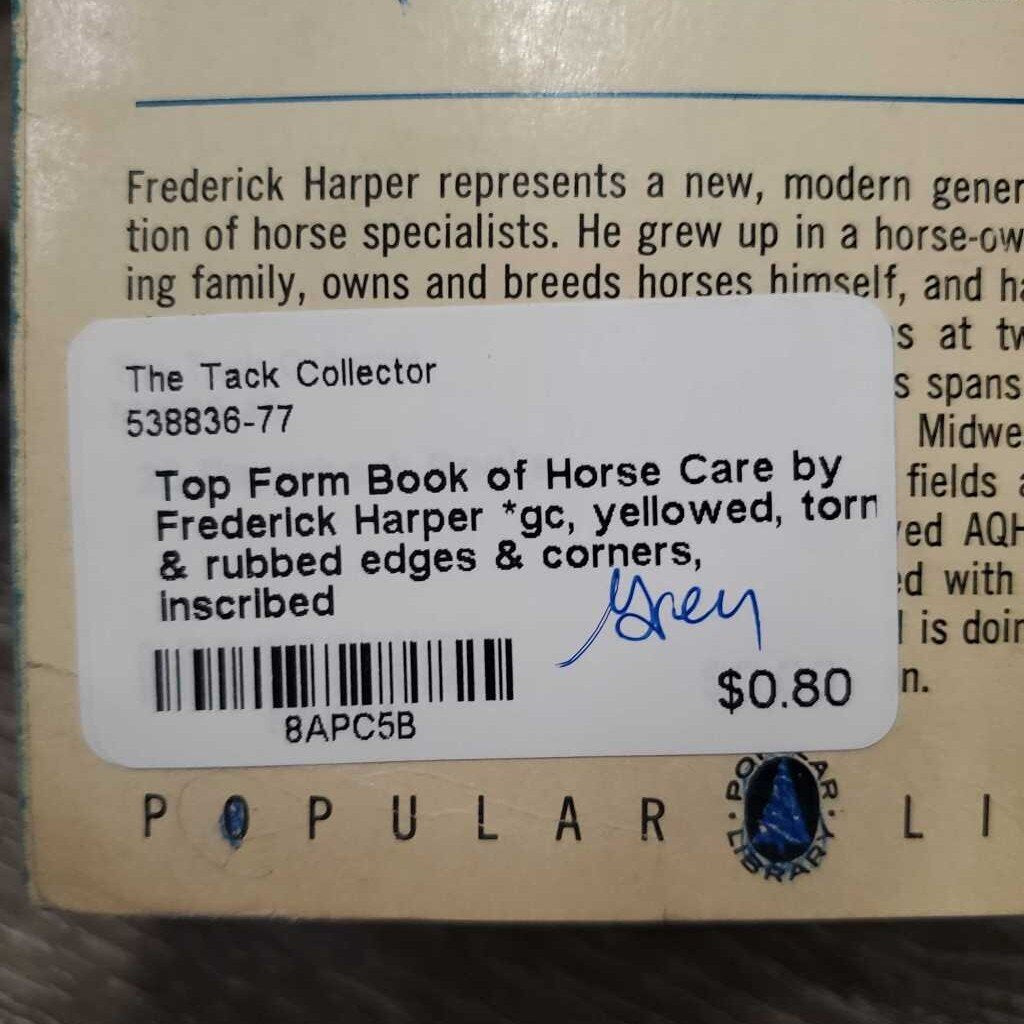 Frederick Harper represents a new, modern gener
tion of horse specialists. He grew up in a horse-ow
ing family, owns and breeds horses himself, and ha
s at tw
The Tack Collector
s spans
538836-77
Midwe
Top Form Book of Horse Care by
fields a
Frederick Harper *gc, yellowed, torn
ed AQH
& rubbed edges & corners,
d with
inscribed
Grey
is doin
$0.80
n.
8APC5B
POPULAR LI
POPULAR LIBRARY